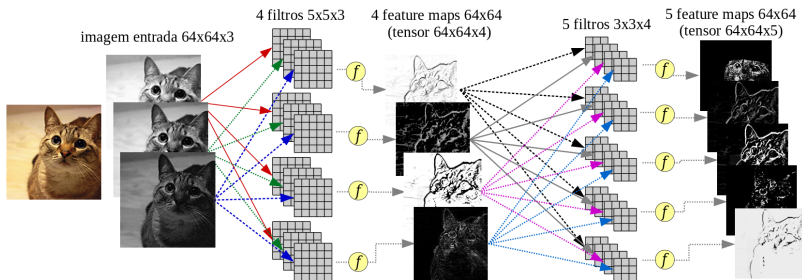 imagem entrada 64x64x3
4 filtros 5x5x3
4 feature maps 64x64
(tensor 64x64x4)
5 filtros 3x3x4
5 feature maps 64x64
(tensor 64x64x5)
f
f
f
f
f
f
f
f
f